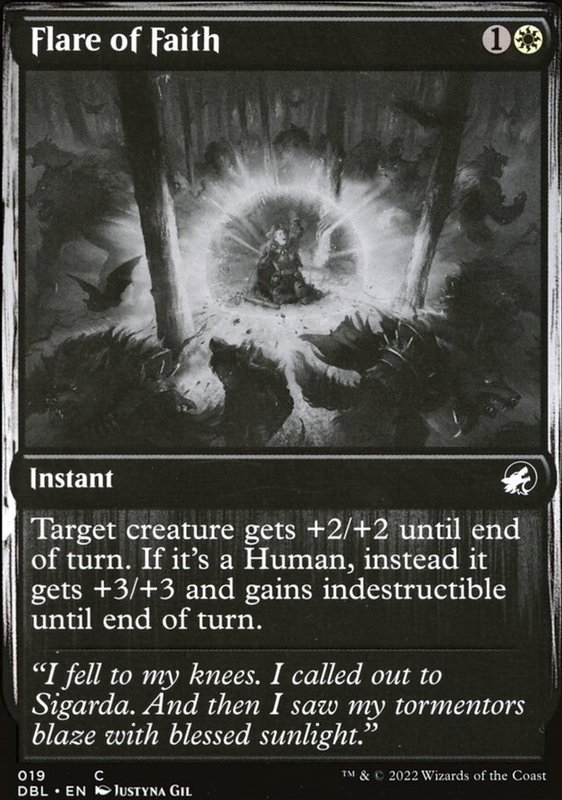 Flare of Faith 1
Instant
Target creature gets +2/+2 until end
of turn. If it's a Human, instead it
gets +3/+3 and gains indestructible
until end of turn.
“I fell to my knees. I called out to
Sigarda. And then I saw my tormentors
blaze with blessed sunlight.”
019 C
DBL • EN Justyna Gil
™ & © 2022 Wizards of the Coast